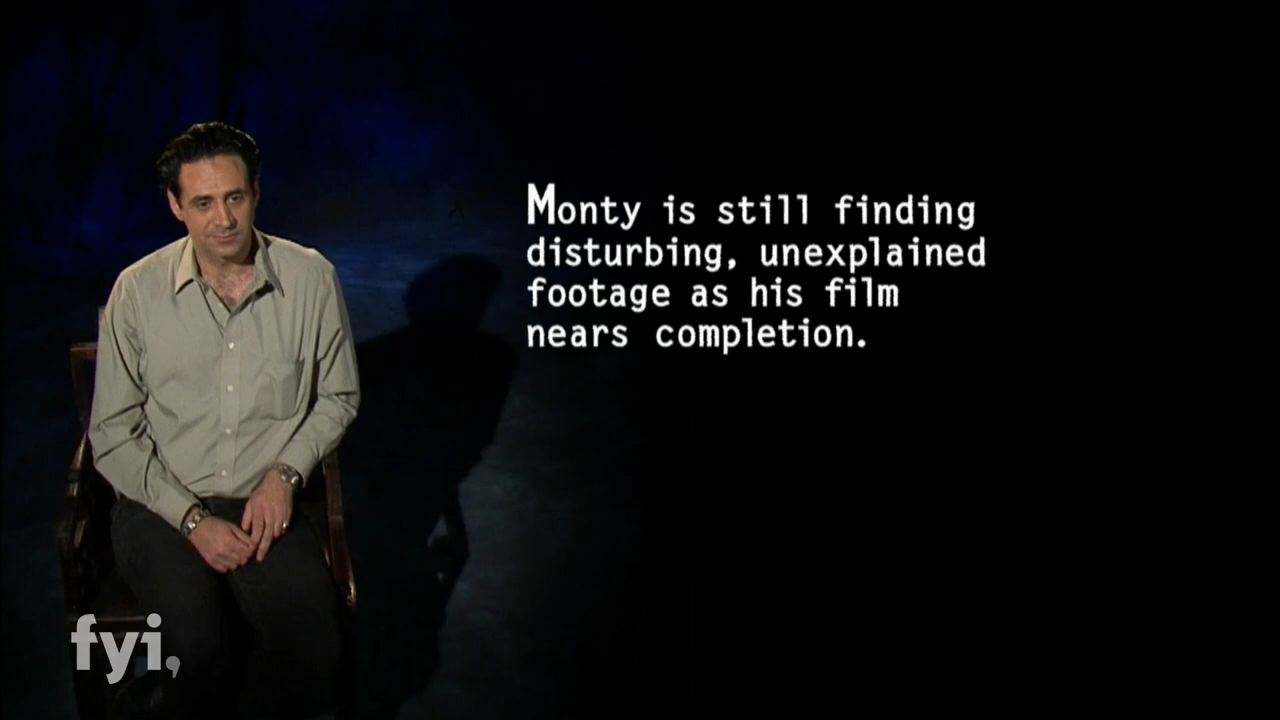 Monty is still finding
disturbing, unexplained
footage as his film
nears completion.
fyi,